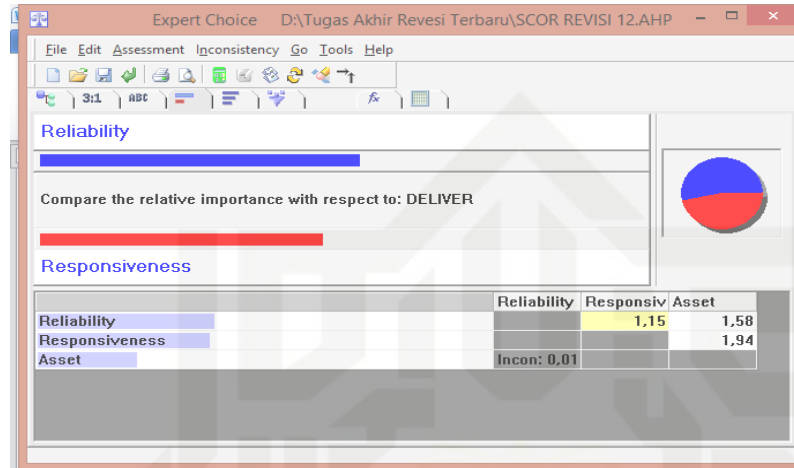 Expert Choice D:\Tugas Akhir Revesi Terbaru\SCOR REVISI 12.AHP
File Edit Assessment Inconsistency Go Tools Help
3:1 ABC fx
Reliability
Compare the relative importance with respect to: DELIVER
Responsiveness
Reliability Responsiv Asset
Reliability 1,15 1,58
Responsiveness 1,94
Asset Incon: 0,01